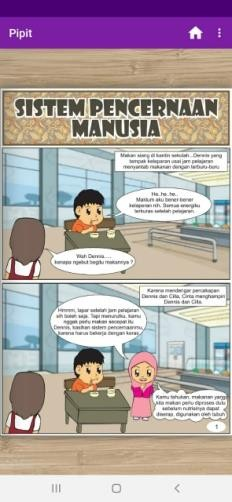 Pipit
SISTEM PENCERNAAN
MANUSIA
Makan siang di kantin sekolah...Dennis yang
tampak kelaparan usai jam pelajaran
menyantap makanan dengan terburu-buru
He..he..he..
Maklum aku bener-bener
kelaparan nih. Semua energiku
terkuras setelah pelajaran.
Wah Dennis.....
kenapa ngebut begitu makannya ?
Karena mendengar percakapan
Dennis dan Cilta, Cinta menghampiri
Dennis dan Cilta.
Hmmm, lapar setelah jam pelajaran
sih boleh saja. Tapi menurutku, kamu
nggak perlu makan secepat itu
Dennis, kasihan sistem pencernaanmu,
karena harus bekerja dengan keras.
Kamu tahukan, makanan yang
kita makan perlu diproses dulu
sebelum nutrisinya dapat
diserap, digunakan oleh tubuh
1